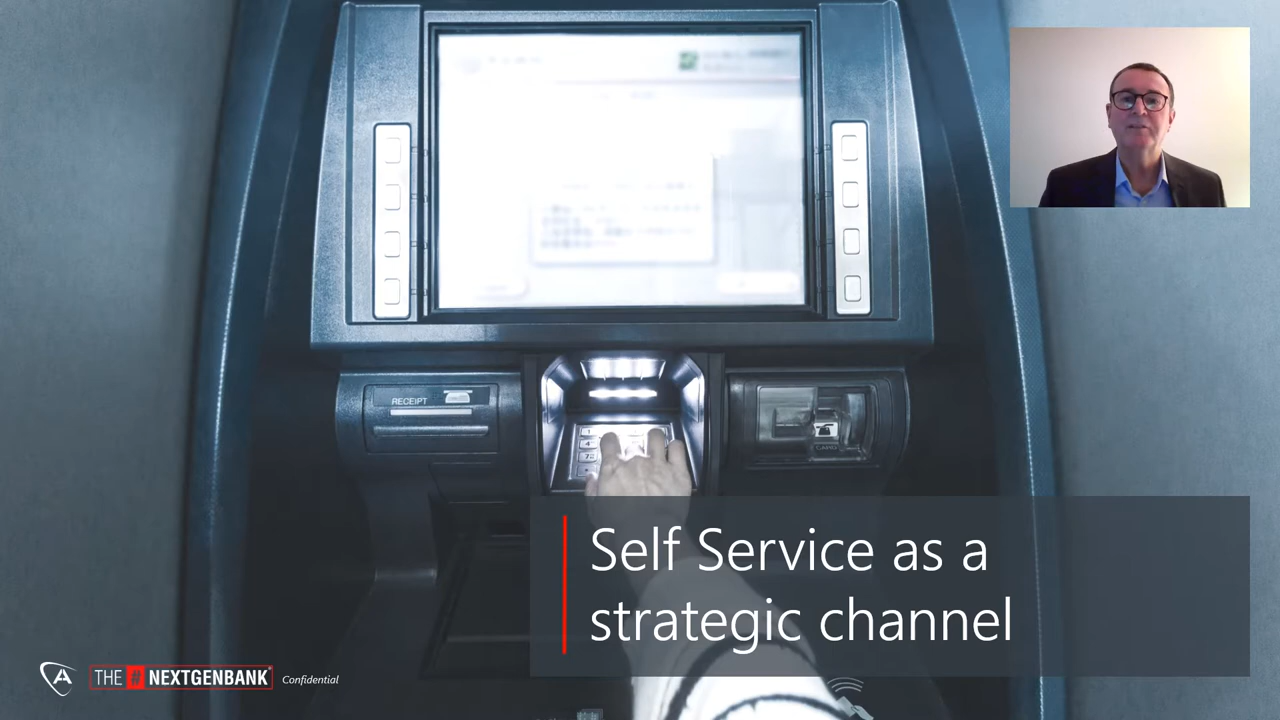 RECEIPT
Self Service as a
strategic channel
THE #NEXTGENBANK
Confidential